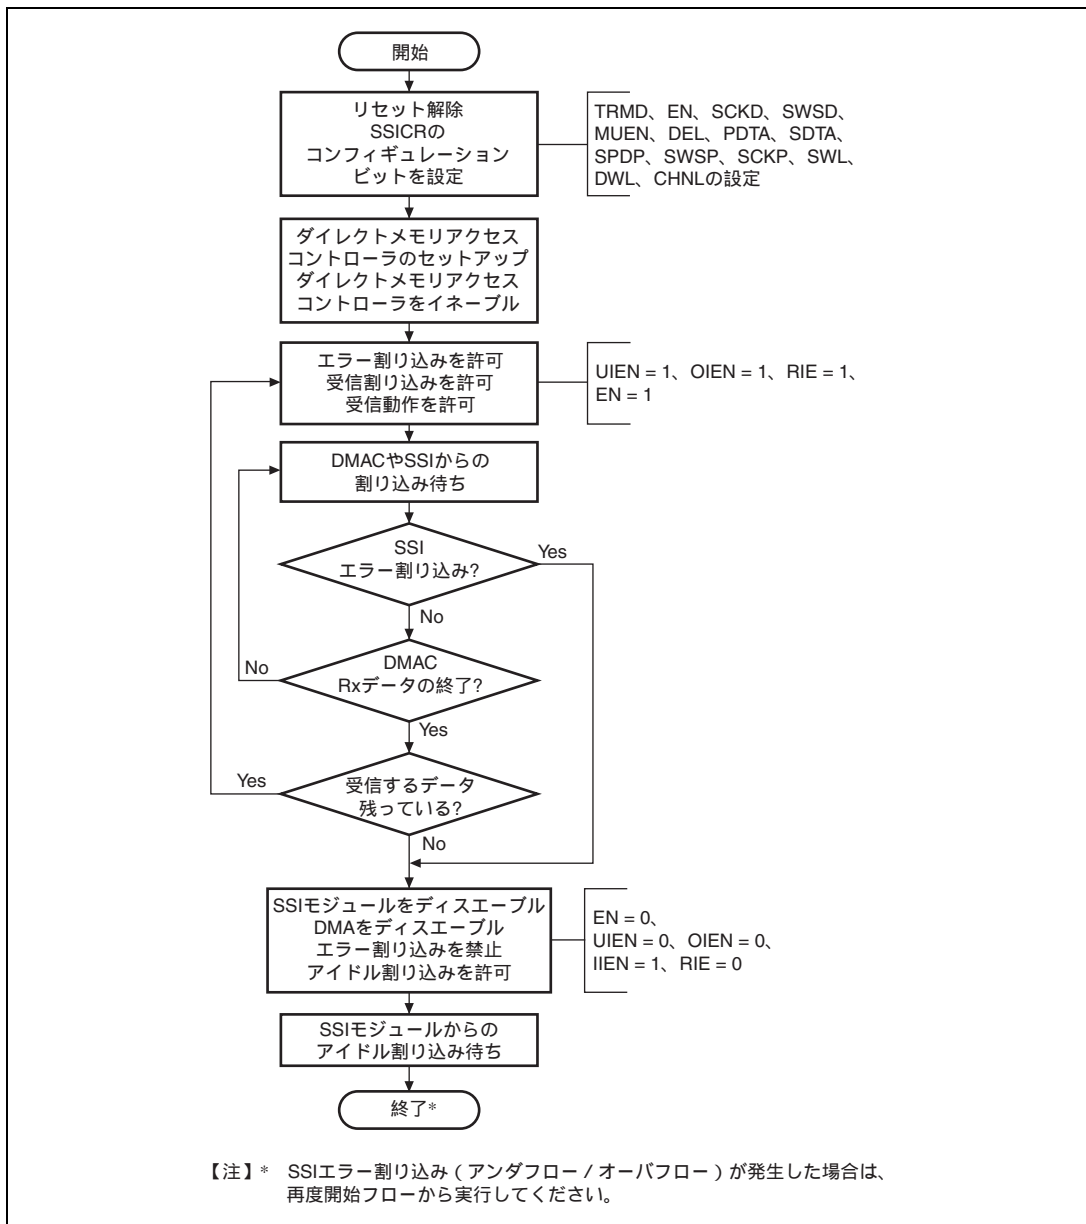 開始
リセット解除
SSICRの
コンフィギュレーション
ビットを設定
TRMD、EN、SCKD、SWSD、
MUEN、DEL、PDTA、SDTA、
SPDP、SWSP、SCKP、SWL、
DWL、CHNLの設定
ダイレクトメモリアクセス
コントローラのセットアップ
ダイレクトメモリアクセス
コントローラをイネーブル
エラー割り込みを許可
受信割り込みを許可
受信動作を許可
UIEN = 1、OIEN = 1、RIE = 1、
EN = 1
DMACやSSIからの
割り込み待ち
SSI
エラー割り込み?
Yes
No
DMAC
Rxデータの終了?
No
Yes
受信するデータ
残っている?
Yes
No
SSIモジュールをディスエーブル
DMAをディスエーブル
エラー割り込みを禁止
アイドル割り込みを許可
EN = 0、
UIEN = 0、OIEN = 0、
IIEN = 1、RIE = 0
SSIモジュールからの
アイドル割り込み待ち
終了*
【注】* SSIエラー割り込み(アンダフロー/オーバフロー)が発生した場合は、
再度開始フローから実行してください。